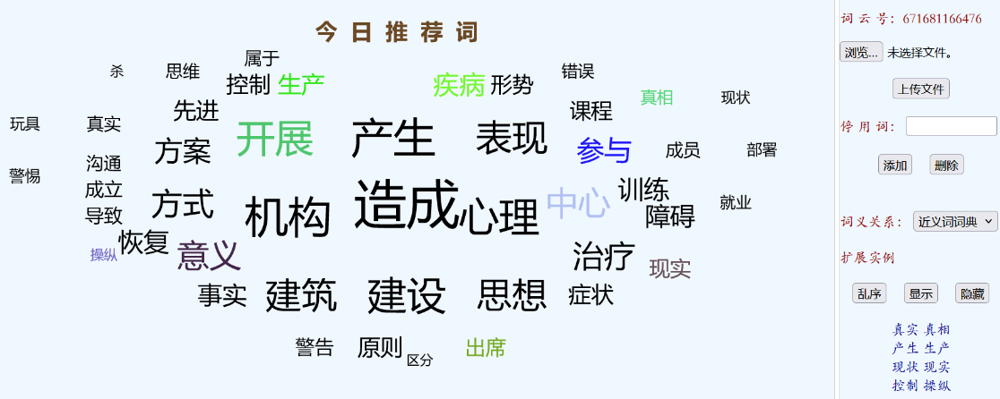 今日推荐词
杀 思维 属于 错误
控制 生产 疾病 形势 真相 现状
玩具 真实 先进 课程
方案 开展 产生 表现 参与 成员 部署
警惕 沟通
成立 方式 机构 造成 心理 中心 训练 就业
导致 障碍
操纵 恢复 意义 治疗 现实
事实 建筑 建设 思想 症状
警告 原则 区分 出席
词云号：671681166476
浏览... 未选择文件。
上传文件
停用词：
添加 删除
词义关系： 近义词词典
扩展实例
乱序 显示 隐藏
真实 真相
产生 生产
现状 现实
控制 操纵